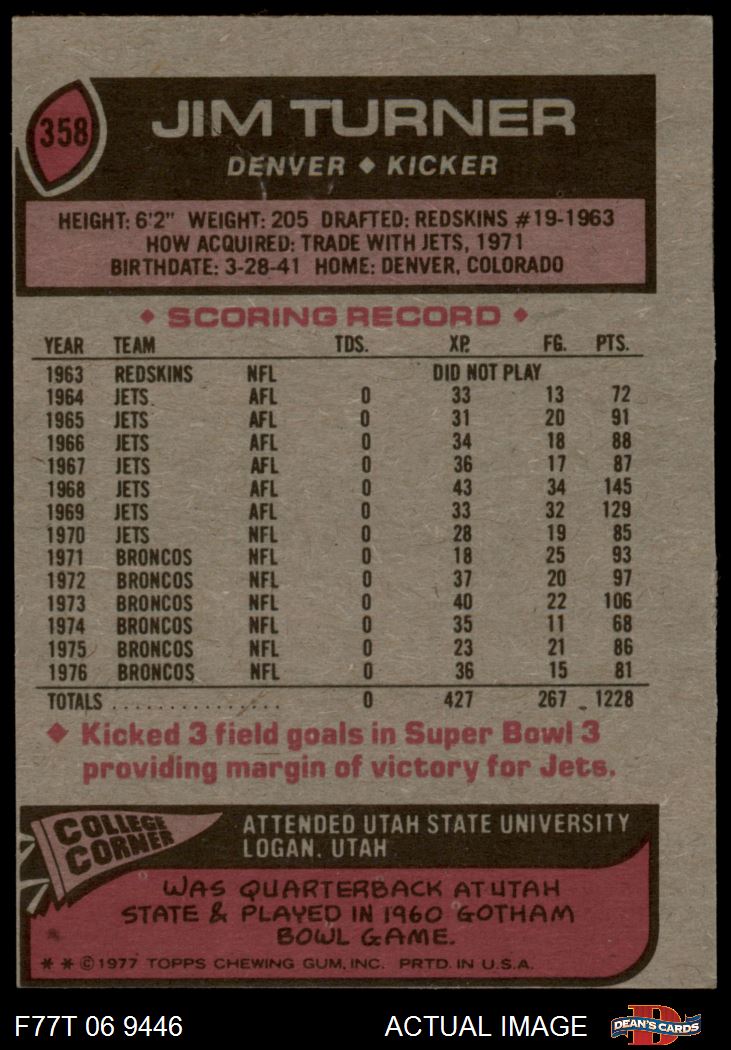 358
JIM TURNER
DENVER ◆ KICKER
HEIGHT: 6'2" WEIGHT: 205 DRAFTED: REDSKINS #19-1963
HOW ACQUIRED: TRADE WITH JETS, 1971
BIRTHDATE: 3-28-41 HOME: DENVER, COLORADO
◆ SCORING RECORD ◆
YEAR TEAM TDS. XP. FG. PTS.
1963 REDSKINS NFL DID NOT PLAY
1964 JETS. AFL 0 33 13 72
1965 JETS AFL 0 31 20 91
1966 JETS AFL 0 34 18 88
1967 JETS AFL 0 36 17 87
1968 JETS AFL 0 43 34 145
1969 JETS AFL 0 33 32 129
1970 JETS NFL 0 28 19 85
1971 BRONCOS NFL 0 18 25 93
1972 BRONCOS NFL 0 37 20 97
1973 BRONCOS NFL 0 40 22 106
1974 BRONCOS NFL 0 35 11 68
1975 BRONCOS NFL 0 23 21 86
1976 BRONCOS NFL 0 36 15 81
TOTALS . . . . . . . . . . . . . . . 0 427 267 1228
◆ Kicked 3 field goals in Super Bowl 3
providing margin of victory for Jets.
COLLEGE
CORNER
ATTENDED UTAH STATE UNIVERSITY
LOGAN, UTAH
WAS QUARTERBACK AT UTAH
STATE & PLAYED IN 1960 GOTHAM
BOWL GAME.
* * © 1977 TOPPS CHEWING GUM, INC. PRTD. IN U.S.A.
F77T 06 9446 ACTUAL IMAGE
D
DEAN'S CARDS